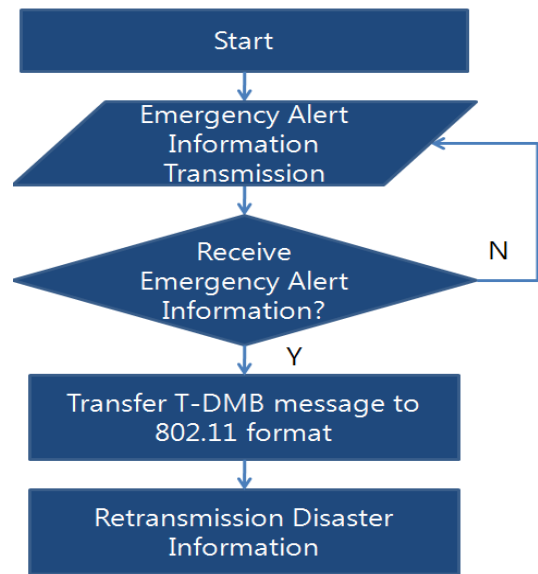 Start
Emergency Alert
Information
Transmission
Receive
Emergency Alert
Information?
N
Y
Transfer T-DMB message to
802.11 format
Retransmission Disaster
Information